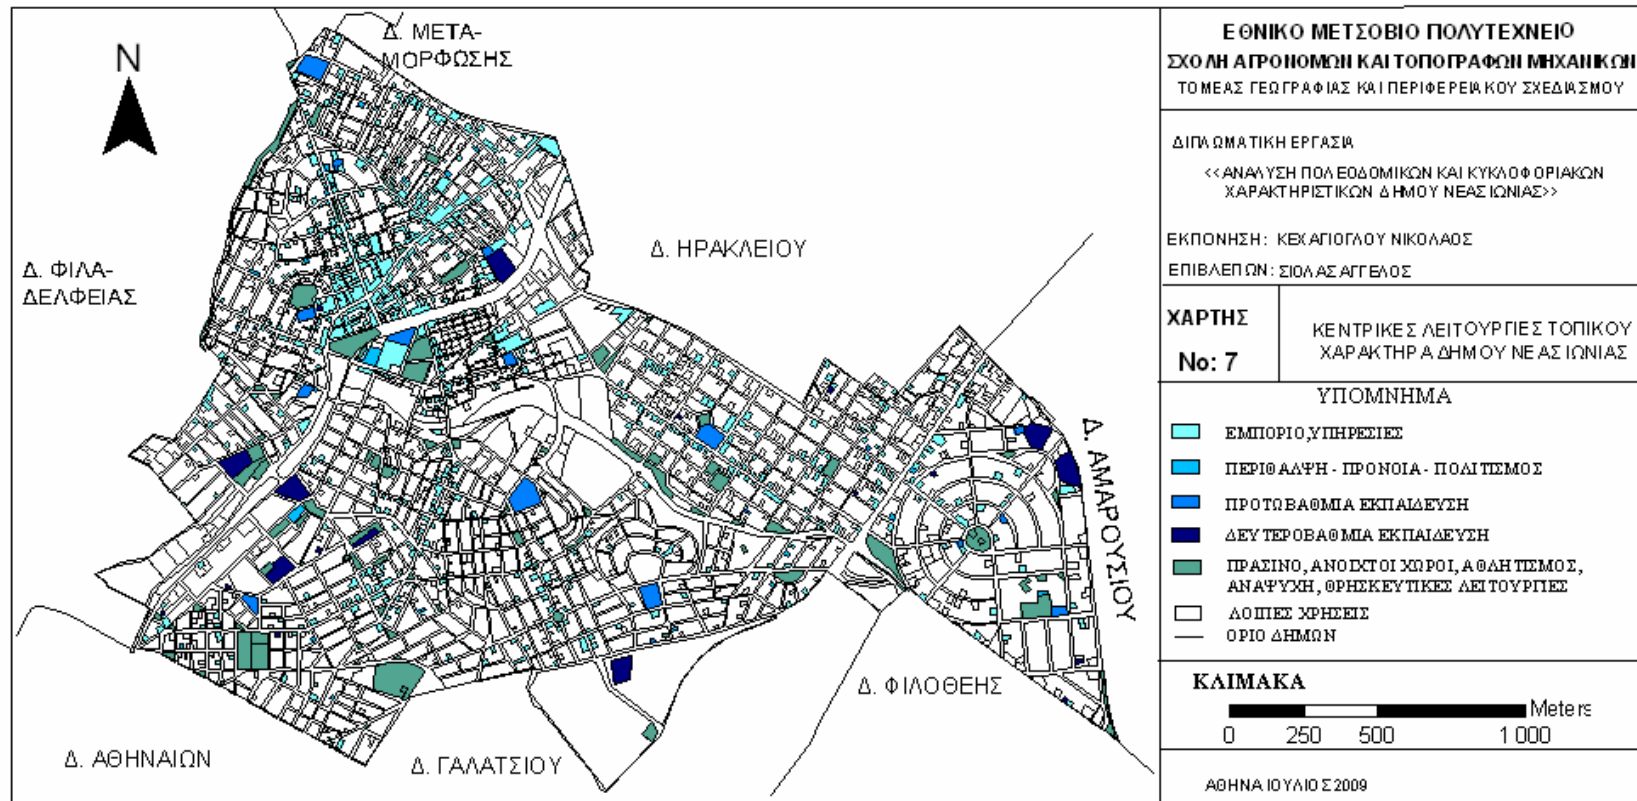 Δ. ΜΕΤΑ-
ΜΟΡΦΩΣΗΣ
N
Δ. ΗΡΑΚΛΕΙΟΥ
Δ. ΦΙΛΑ-
ΔΕΛΦΕΙΑΣ
Δ. ΑΜΑΡΟΥΣΙΟΥ
Δ. ΦΙΛΟΘΕΗΣ
Δ. ΑΘΗΝΑΙΩΝ
Δ. ΓΑΛΑΤΣΙΟΥ
ΕΘΝΙΚΟ ΜΕΤΣΟΒΙΟ ΠΟΛΥΤΕΧΝΕΙΟ
ΣΧΟΛΗ ΑΓΡΟΝΟΜΩΝ ΚΑΙ ΤΟΠΟΓΡΑΦΩΝ ΜΗΧΑΝΙΚΩΝ
ΤΟΜΕΑΣ ΓΕΩΓΡΑΦΙΑΣ ΚΑΙ ΠΕΡΙΦΕΡΕΙΑΚΟΥ ΣΧΕΔΙΑΣΜΟΥ
ΔΙΠΛΩΜΑΤΙΚΗ ΕΡΓΑΣΙΑ
<<ΑΝΑΛΥΣΗ ΠΟΛΕΟΔΟΜΙΚΩΝ ΚΑΙ ΚΥΚΛΟΦΟΡΙΑΚΩΝ
ΧΑΡΑΚΤΗΡΙΣΤΙΚΩΝ ΔΗΜΟΥ ΝΕΑΣ ΙΩΝΙΑΣ>>
ΕΚΠΟΝΗΣΗ: ΚΕΧΑΓΙΟΓΛΟΥ ΝΙΚΟΛΑΟΣ
ΕΠΙΒΛΕΠΩΝ: ΣΙΟΛΑΣ ΑΓΓΕΛΟΣ
ΧΑΡΤΗΣ
No: 7
ΚΕΝΤΡΙΚΕΣ ΛΕΙΤΟΥΡΓΙΕΣ ΤΟΠΙΚΟΥ
ΧΑΡΑΚΤΗΡΑ ΔΗΜΟΥ ΝΕΑΣ ΙΩΝΙΑΣ
ΥΠΟΜΝΗΜΑ
ΕΜΠΟΡΙΟ,ΥΠΗΡΕΣΙΕΣ
ΠΕΡΙΘΑΛΨΗ - ΠΡΟΝΟΙΑ - ΠΟΛΙΤΙΣΜΟΣ
ΠΡΩΤΟΒΑΘΜΙΑ ΕΚΠΑΙΔΕΥΣΗ
ΔΕΥΤΕΡΟΒΑΘΜΙΑ ΕΚΠΑΙΔΕΥΣΗ
ΠΡΑΣΙΝΟ, ΑΝΟΙΧΤΟΙ ΧΩΡΟΙ, ΑΘΛΗΤΙΣΜΟΣ,
ΑΝΑΨΥΧΗ, ΘΡΗΣΚΕΥΤΙΚΕΣ ΛΕΙΤΟΥΡΓΙΕΣ
ΛΟΙΠΕΣ ΧΡΗΣΕΙΣ
ΟΡΙΟ ΔΗΜΩΝ
ΚΛΙΜΑΚΑ
Meters
0 250 500 1 000
ΑΘΗΝΑ ΙΟΥΛΙΟΣ 2009